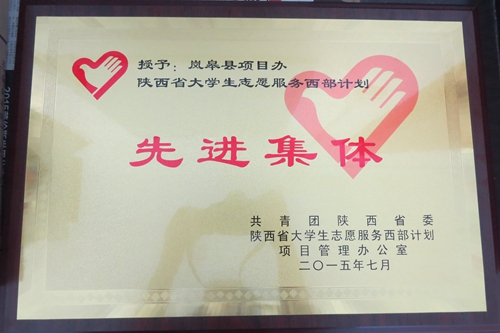 授予：岚皋县项目办
陕西省大学生志愿服务西部计划
先进集体
共青团陕西省委
陕西省大学生志愿服务西部计划
项目管理办公室
二〇一五年七月